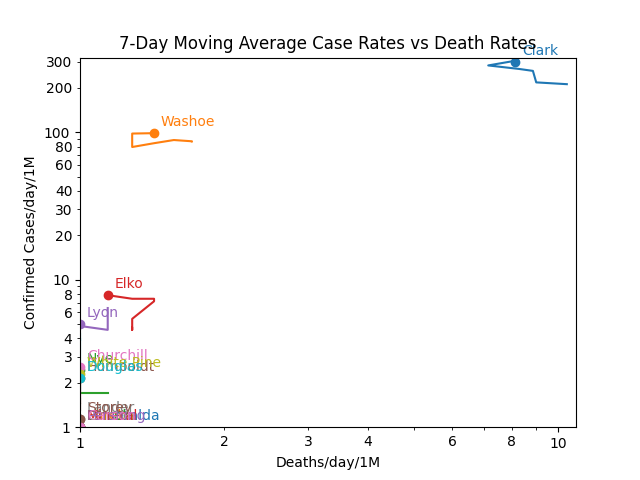 7-Day Moving Average Case Rates vs Death Rates
Clark
Washoe
Elko
Lyon
Churchill
Nye
Lander
Storey
Confirmed Cases/day/1M
300
200
100
80
60
40
30
20
10
8
6
4
3
2
1
1
2
3
4
6
8
10
Deaths/day/1M